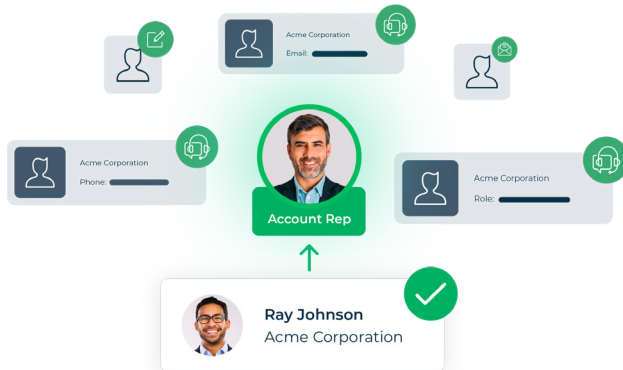 Acme Corporation
Email:
Acme Corporation
Phone:
Acme Corporation
Role:
Account Rep
Ray Johnson
Acme Corporation